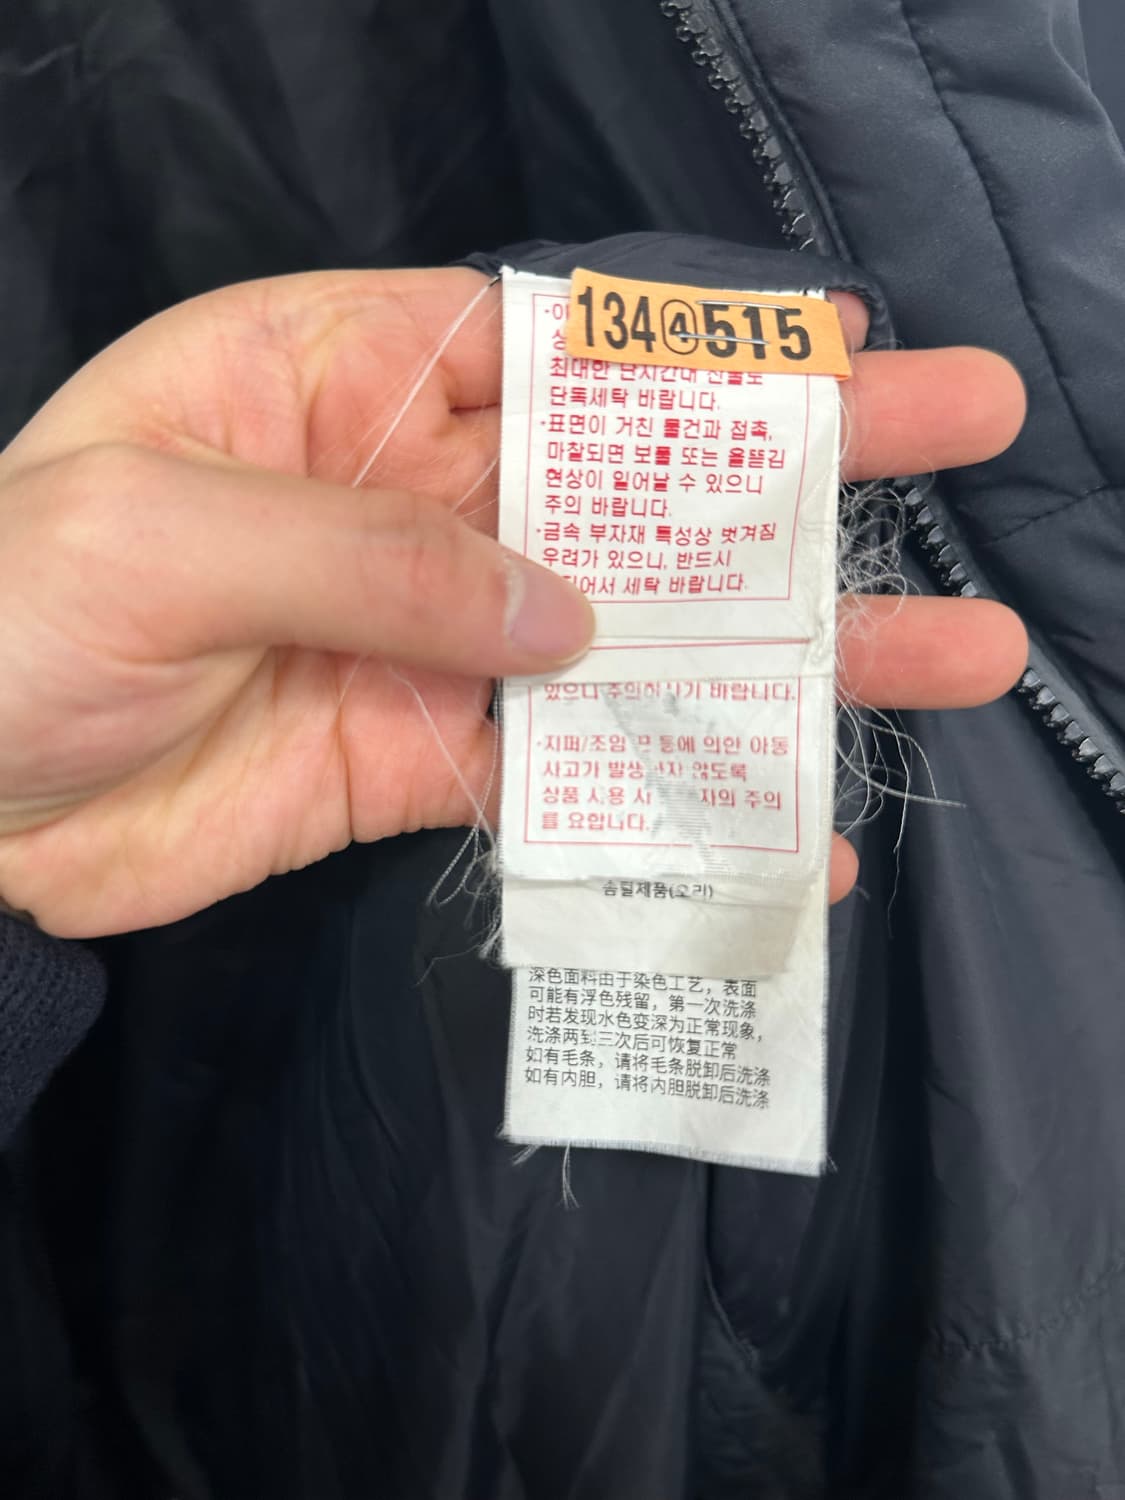 134④515
최대한 단시간내 찬물로
단독세탁 바랍니다.
·표면이 거친 물건과 접촉,
마찰되면 보풀 또는 올뜯김
현상이 일어날 수 있으니
주의 바랍니다.
·금속 부자재 특성상 벗겨짐
우려가 있으니, 반드시
어서 세탁 바랍니다.
있으니 주의하시기 바랍니다.
·지퍼/조임 등에 의한 아동
사고가 발생 않도록
상품 사용 시 자의 주의
를 요합니다.
솜털제품(오리)
深色面料由于染色工艺，表面
可能有浮色残留，第一次洗涤
时若发现水色变深为正常现象，
洗涤两到三次后可恢复正常
如有毛条，请将毛条脱卸后洗涤
如有内胆，请将内胆脱卸后洗涤